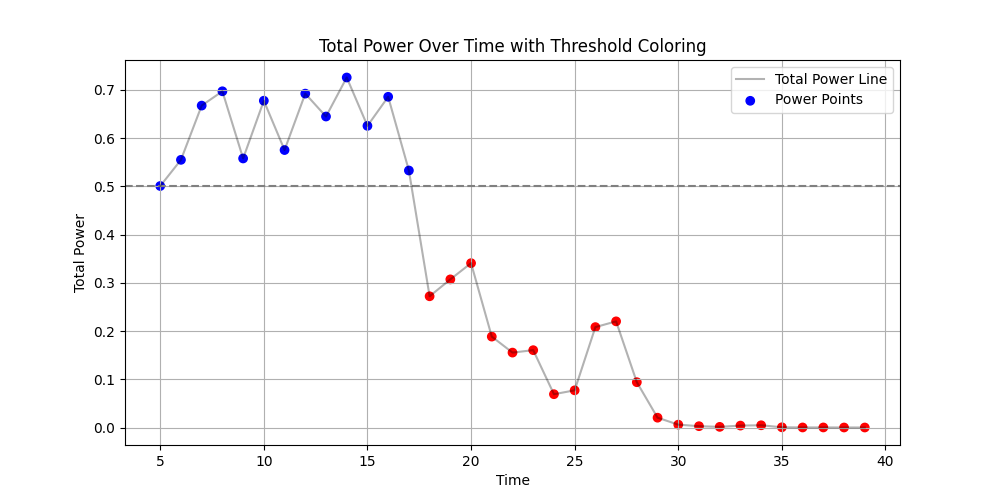 Total Power Over Time with Threshold Coloring
Total Power Line
Power Points
Total Power
0.7
0.6
0.5
0.4
0.3
0.2
0.1
0.0
5 10 15 20 25 30 35 40
Time